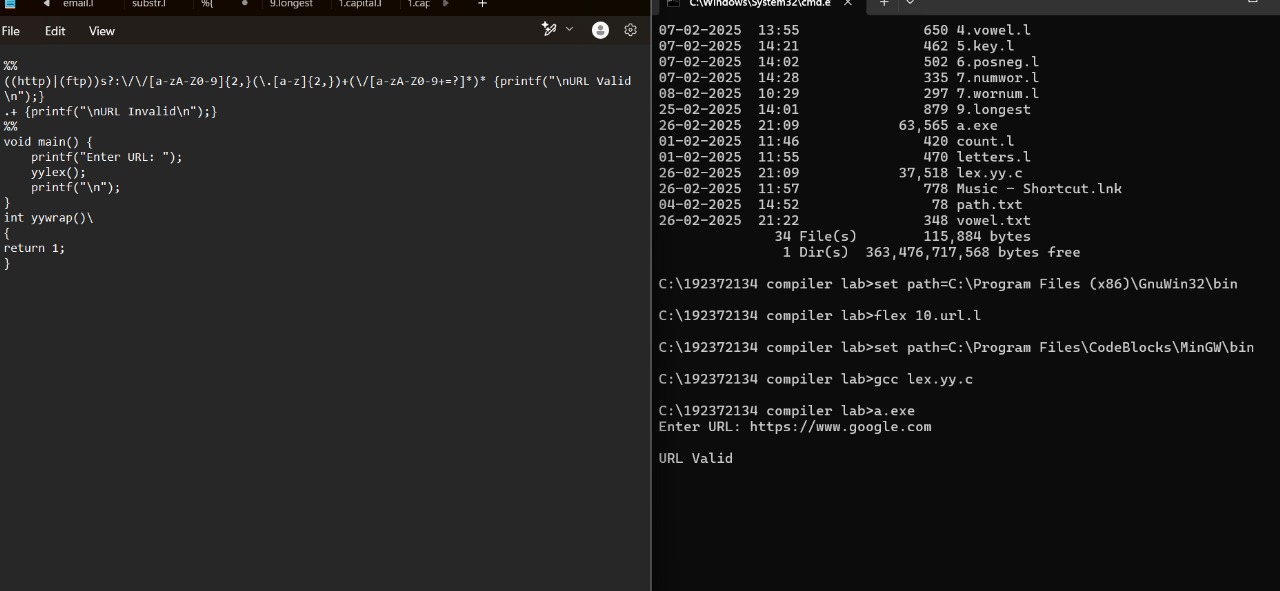 email.l substr.l %{ 9.longest 1.capital.l 1.cap +
File Edit View
%%
((http)|(ftp))s?:\/\/[a-zA-Z0-9]{2,}(\.[a-z]{2,})+(\/[a-zA-Z0-9+=?]*)* {printf("\nURL Valid
\n");}
.+ {printf("\nURL Invalid\n");}
%%
void main() {
    printf("Enter URL: ");
    yylex();
    printf("\n");
}
int yywrap()\
{
return 1;
}
C:\Windows\System32\cmd.e
07-02-2025  13:55               650 4.vowel.l
07-02-2025  14:21               462 5.key.l
07-02-2025  14:02               502 6.posneg.l
07-02-2025  14:28               335 7.numwor.l
08-02-2025  10:29               297 7.wornum.l
25-02-2025  14:01               879 9.longest
26-02-2025  21:09            63,565 a.exe
01-02-2025  11:46               420 count.l
01-02-2025  11:55               470 letters.l
26-02-2025  21:09            37,518 lex.yy.c
26-02-2025  11:57               778 Music - Shortcut.lnk
04-02-2025  14:52                78 path.txt
26-02-2025  21:22               348 vowel.txt
34 File(s)        115,884 bytes
1 Dir(s)  363,476,717,568 bytes free
C:\192372134 compiler lab>set path=C:\Program Files (x86)\GnuWin32\bin
C:\192372134 compiler lab>flex 10.url.l
C:\192372134 compiler lab>set path=C:\Program Files\CodeBlocks\MinGW\bin
C:\192372134 compiler lab>gcc lex.yy.c
C:\192372134 compiler lab>a.exe
Enter URL: https://www.google.com
URL Valid